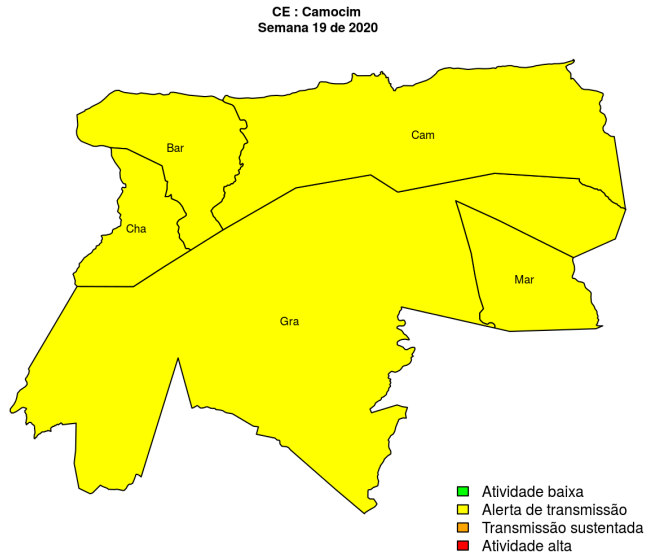 CE : Camocim
Semana 19 de 2020
Cam
Bar
Cha
Mar
Gra
Atividade baixa
Alerta de transmissão
Transmissão sustentada
Atividade alta